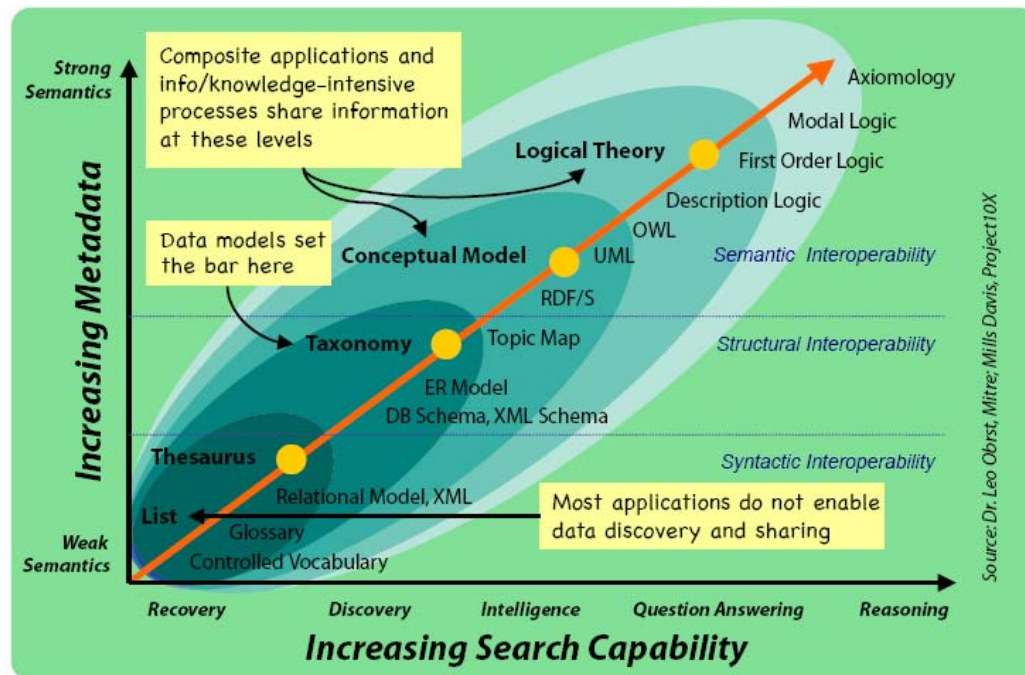 Composite applications and
info/knowledge-intensive
processes share information
at these levels
Strong
Semantics
Axiomology
Modal Logic
Logical Theory
First Order Logic
Description Logic
OWL
Data models set
the bar here
Conceptual Model
UML
Semantic Interoperability
RDF/S
Taxonomy
Topic Map
Structural Interoperability
ER Model
DB Schema, XML Schema
Thesaurus
Syntactic Interoperability
Relational Model, XML
List
Most applications do not enable
data discovery and sharing
Glossary
Controlled Vocabulary
Weak
Semantics
Increasing Metadata
Recovery
Discovery
Intelligence
Question Answering
Reasoning
Increasing Search Capability
Source: Dr. Leo Obrst, Mitre; Mills Davis, Project10X